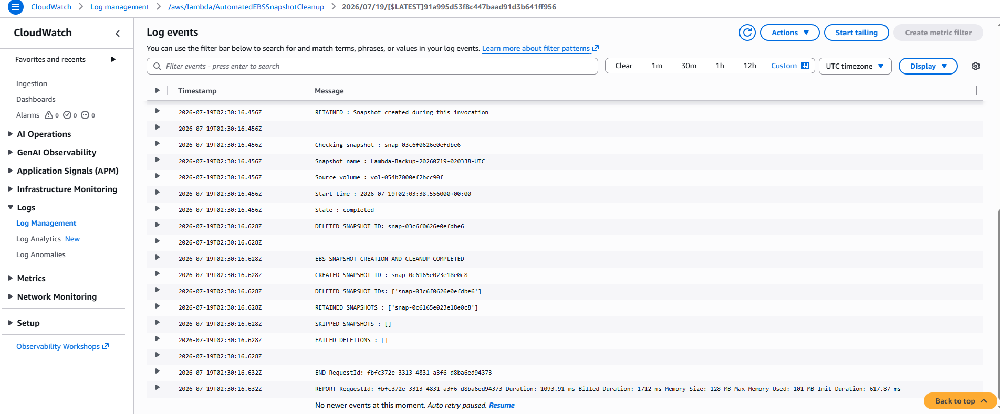 CloudWatch > Log management > /aws/lambda/AutomatedEBSSnapshotCleanup > 2026/07/19/[$LATEST]91a995d53f8c447baad91d3b641ff956
CloudWatch
Favorites and recents
Ingestion
Dashboards
Alarms 0 0 0
AI Operations
GenAI Observability
Application Signals (APM)
Infrastructure Monitoring
Logs
Log Management
Log Analytics New
Log Anomalies
Metrics
Network Monitoring
Setup
Observability Workshops
Log events
Actions
Start tailing
Create metric filter
You can use the filter bar below to search for and match terms, phrases, or values in your log events. Learn more about filter patterns
Filter events - press enter to search
Clear 1m 30m 1h 12h Custom
UTC timezone
Display
Timestamp Message
2026-07-19T02:30:16.456Z RETAINED : Snapshot created during this invocation
2026-07-19T02:30:16.456Z ------------------------------------------------------------
2026-07-19T02:30:16.456Z Checking snapshot : snap-03c6f0626e0efdbe6
2026-07-19T02:30:16.456Z Snapshot name : Lambda-Backup-20260719-020338-UTC
2026-07-19T02:30:16.456Z Source volume : vol-054b7000ef2bcc90f
2026-07-19T02:30:16.456Z Start time : 2026-07-19T02:03:38.556000+00:00
2026-07-19T02:30:16.456Z State : completed
2026-07-19T02:30:16.628Z DELETED SNAPSHOT ID: snap-03c6f0626e0efdbe6
2026-07-19T02:30:16.628Z ============================================================
2026-07-19T02:30:16.628Z EBS SNAPSHOT CREATION AND CLEANUP COMPLETED
2026-07-19T02:30:16.628Z CREATED SNAPSHOT ID : snap-0c6165e023e18e0c8
2026-07-19T02:30:16.628Z DELETED SNAPSHOT IDs: ['snap-03c6f0626e0efdbe6']
2026-07-19T02:30:16.628Z RETAINED SNAPSHOTS : ['snap-0c6165e023e18e0c8']
2026-07-19T02:30:16.628Z SKIPPED SNAPSHOTS : []
2026-07-19T02:30:16.628Z FAILED DELETIONS : []
2026-07-19T02:30:16.628Z ============================================================
2026-07-19T02:30:16.632Z END RequestId: fbfc372e-3313-4831-a3f6-d8ba6ed94373
2026-07-19T02:30:16.632Z REPORT RequestId: fbfc372e-3313-4831-a3f6-d8ba6ed94373 Duration: 1093.91 ms Billed Duration: 1712 ms Memory Size: 128 MB Max Memory Used: 101 MB Init Duration: 617.87 ms
No newer events at this moment. Auto retry paused. Resume
Back to top